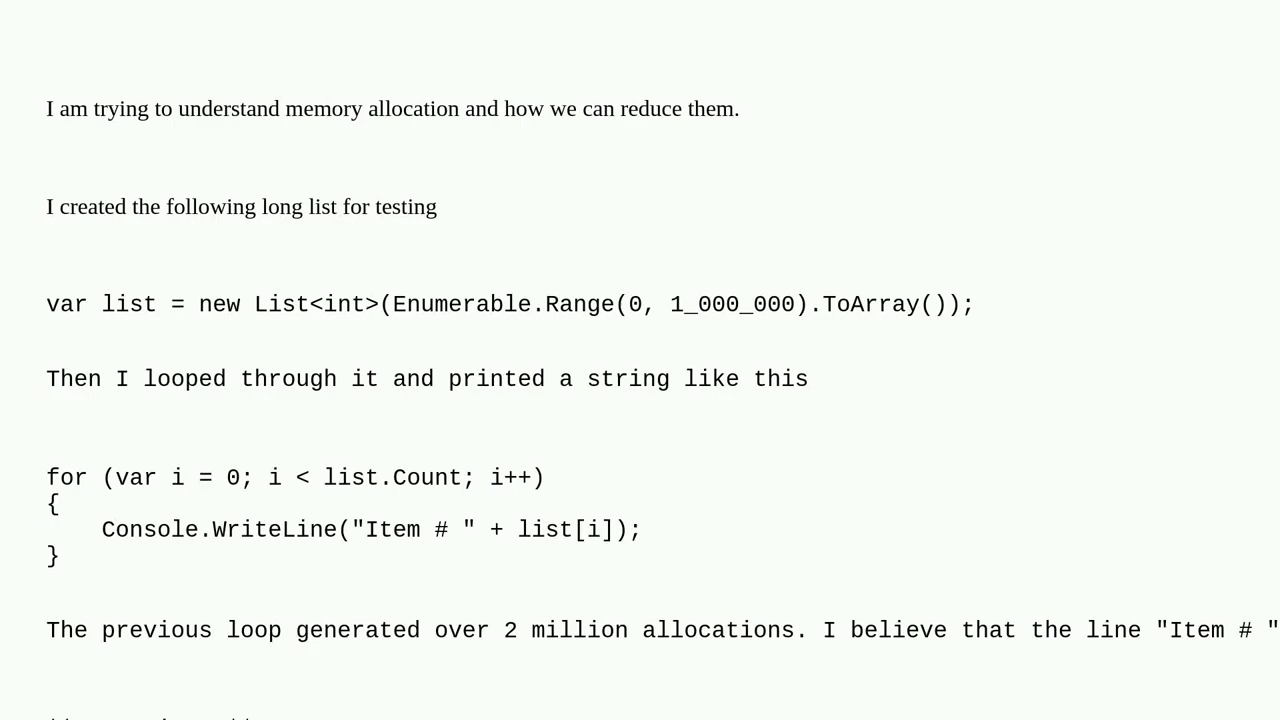 I am trying to understand memory allocation and how we can reduce them.
I created the following long list for testing
var list = new List<int>(Enumerable.Range(0, 1_000_000).ToArray());
Then I looped through it and printed a string like this
for (var i = 0; i < list.Count; i++)
{
    Console.WriteLine("Item # " + list[i]);
}
The previous loop generated over 2 million allocations. I believe that the line "Item # "